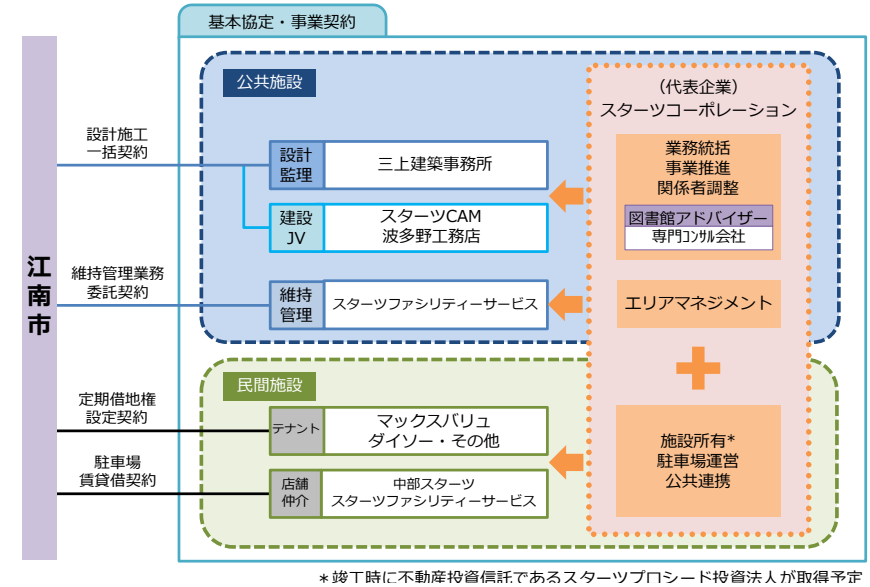 基本協定・事業契約
江南市
設計施工
一括契約
維持管理業務
委託契約
定期借地権
設定契約
駐車場
賃貸借契約
公共施設
設計
監理
三上建築事務所
建設
JV
スターツCAM
波多野工務店
維持
管理
スターツファシリティーサービス
民間施設
テナント
マックスバリュ
ダイソー・その他
店舗
仲介
中部スターツ
スターツファシリティーサービス
（代表企業）
スターツコーポレーション
業務統括
事業推進
関係者調整
図書館アドバイザー
専門ｺﾝｻﾙ会社
エリアマネジメント
施設所有*
駐車場運営
公共連携
＊竣工時に不動産投資信託であるスターツプロシード投資法人が取得予定